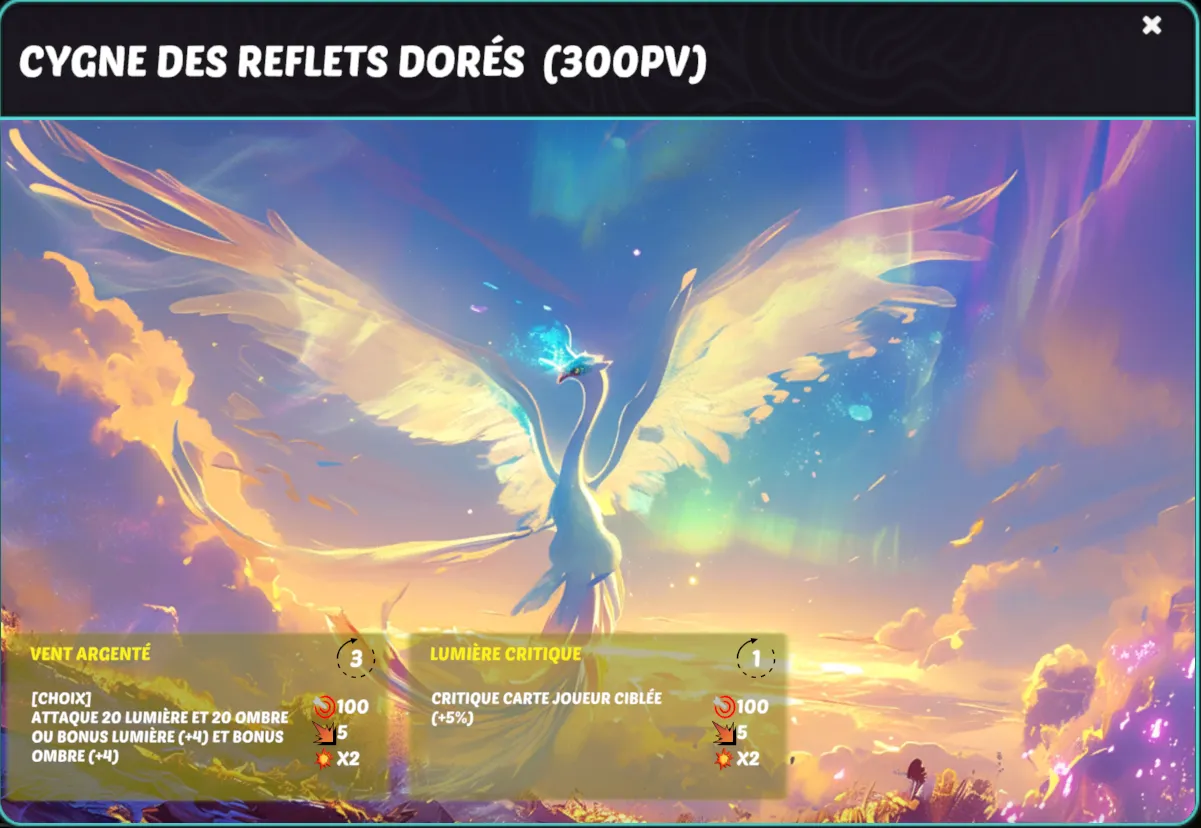 CYGNE DES REFLETS DORÉS (300PV)
VENT ARGENTÉ
3
[CHOIX]
ATTAQUE 20 LUMIÈRE ET 20 OMBRE
OU BONUS LUMIÈRE (+4) ET BONUS
OMBRE (+4)
100
5
X2
LUMIÈRE CRITIQUE
1
CRITIQUE CARTE JOUEUR CIBLÉE
(+5%)
100
5
X2